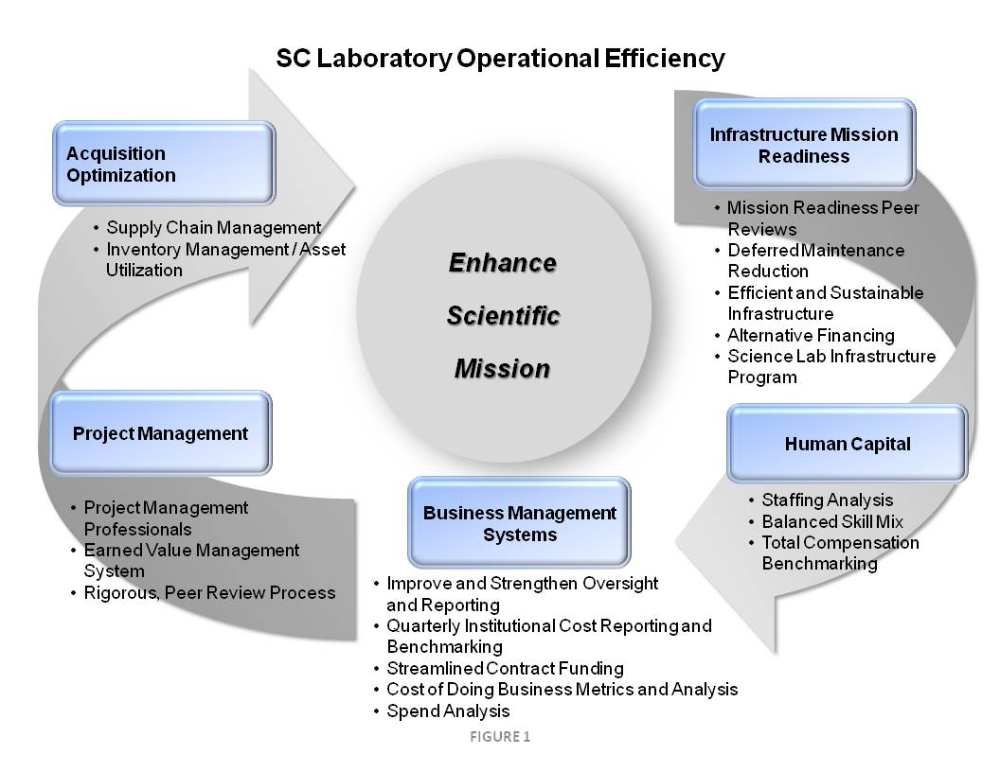 SC Laboratory Operational Efficiency
Acquisition
Optimization
• Supply Chain Management
• Inventory Management / Asset
Utilization
Enhance
Scientific
Mission
Infrastructure Mission
Readiness
• Mission Readiness Peer
Reviews
• Deferred Maintenance
Reduction
• Efficient and Sustainable
Infrastructure
• Alternative Financing
• Science Lab Infrastructure
Program
Project Management
• Project Management
Professionals
• Earned Value Management
System
• Rigorous, Peer Review Process
Business Management
Systems
• Improve and Strengthen Oversight
and Reporting
• Quarterly Institutional Cost Reporting and
Benchmarking
• Streamlined Contract Funding
• Cost of Doing Business Metrics and Analysis
• Spend Analysis
Human Capital
• Staffing Analysis
• Balanced Skill Mix
• Total Compensation
Benchmarking
FIGURE 1